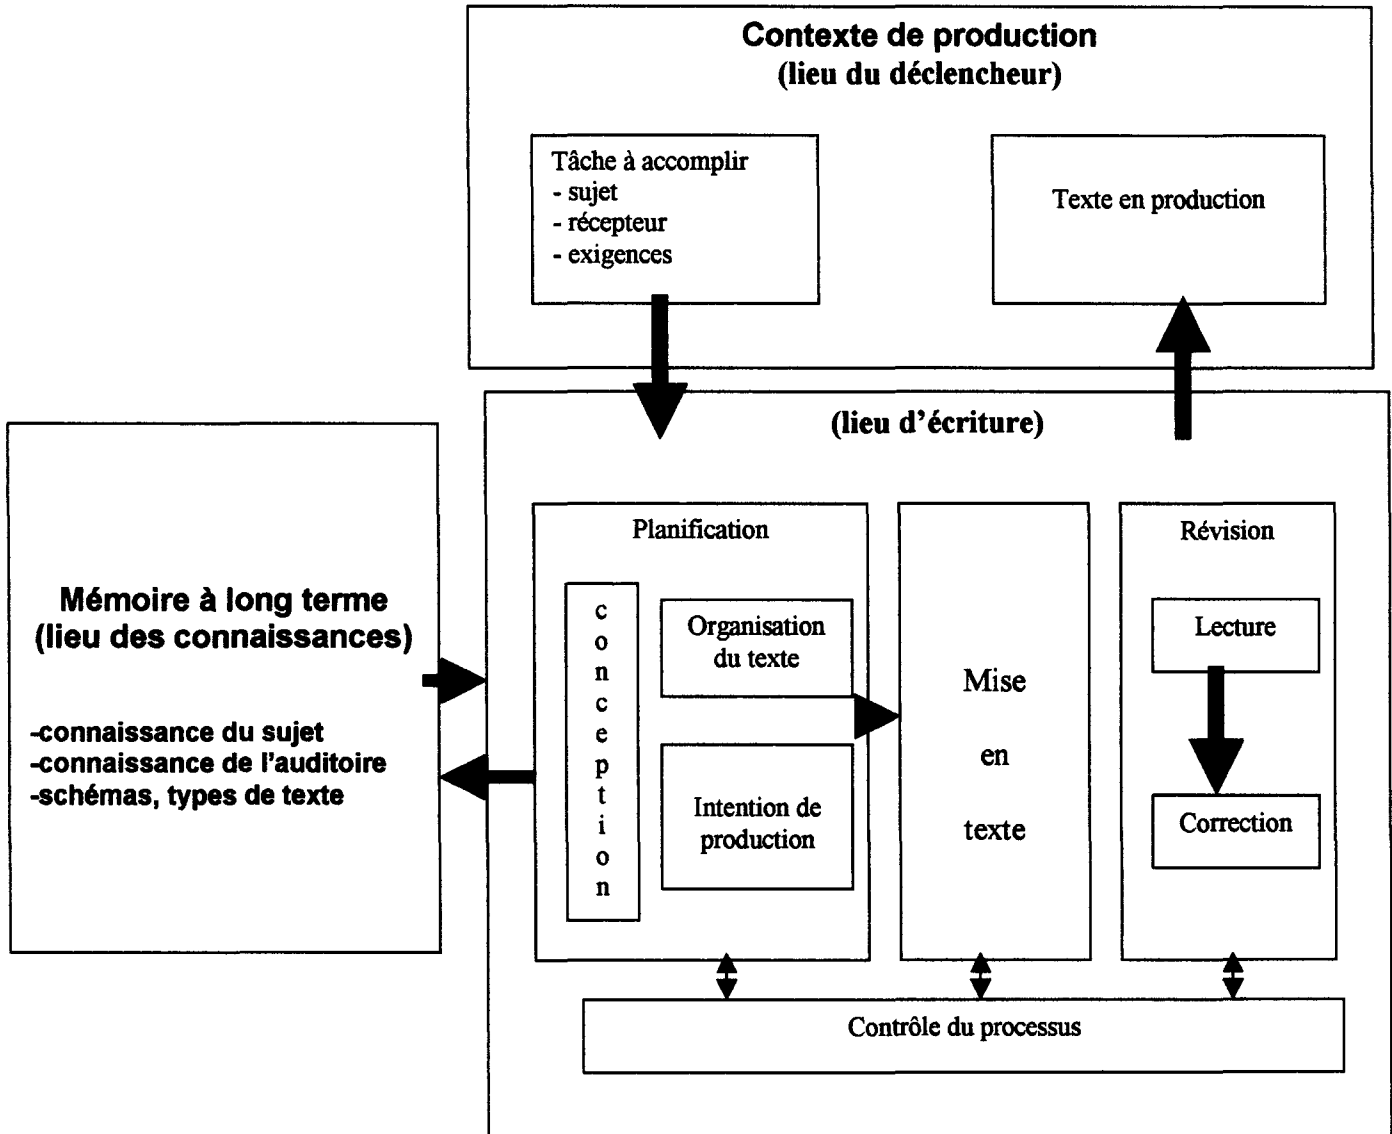 Contexte de production
(lieu du déclencheur)
Tâche à accomplir
- sujet
- récepteur
- exigences
Texte en production
(lieu d'écriture)
Mémoire à long terme
(lieu des connaissances)
-connaissance du sujet
-connaissance de l'auditoire
-schémas, types de texte
Planification
conception
Organisation
du texte
Intention de
production
Mise
en
texte
Révision
Lecture
Correction
Contrôle du processus